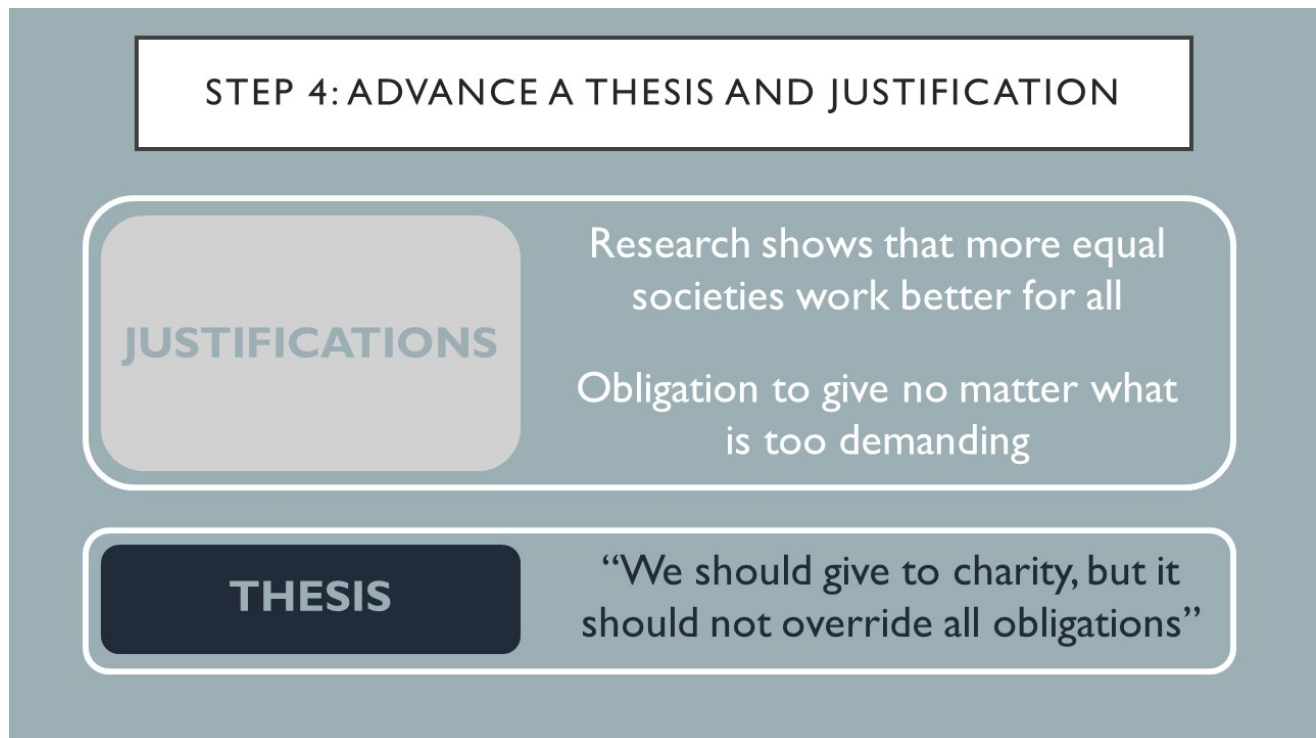 STEP 4: ADVANCE A THESIS AND JUSTIFICATION
JUSTIFICATIONS
Research shows that more equal
societies work better for all
Obligation to give no matter what
is too demanding
THESIS
“We should give to charity, but it
should not override all obligations”